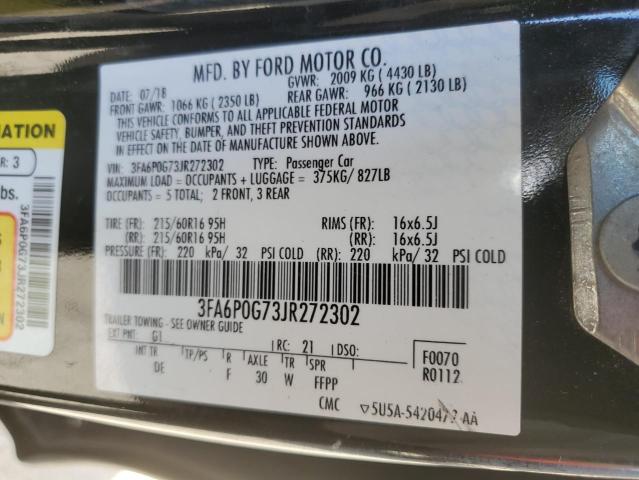 MFD. BY FORD MOTOR CO.
DATE: 07/18 GVWR: 2009 KG ( 4430 LB)
FRONT GAWR: 1066 KG ( 2350 LB) REAR GAWR: 966 KG ( 2130 LB)
THIS VEHICLE CONFORMS TO ALL APPLICABLE FEDERAL MOTOR
VEHICLE SAFETY, BUMPER, AND THEFT PREVENTION STANDARDS
IN EFFECT ON THE DATE OF MANUFACTURE SHOWN ABOVE.
VIN: 3FA6P0G73JR272302 TYPE: Passenger Car
MAXIMUM LOAD = OCCUPANTS + LUGGAGE = 375KG/ 827LB
OCCUPANTS = 5 TOTAL; 2 FRONT, 3 REAR
TIRE (FR): 215/60R16 95H RIMS (FR): 16x6.5J
(RR): 215/60R16 95H (RR): 16x6.5J
PRESSURE (FR): 220 kPa/ 32 PSI COLD (RR): 220 kPa/ 32 PSI COLD
3FA6P0G73JR272302
TRAILER TOWING - SEE OWNER GUIDE
EXT PNT: G1 RC: 21 DSO:
INT TR TP/PS R AXLE TR SPR F0070
DE F 30 W FFPP R0112
CMC 5U5A-5420472-AA
MATION
R: 3
lbs.
3FA6P0G73JR272302